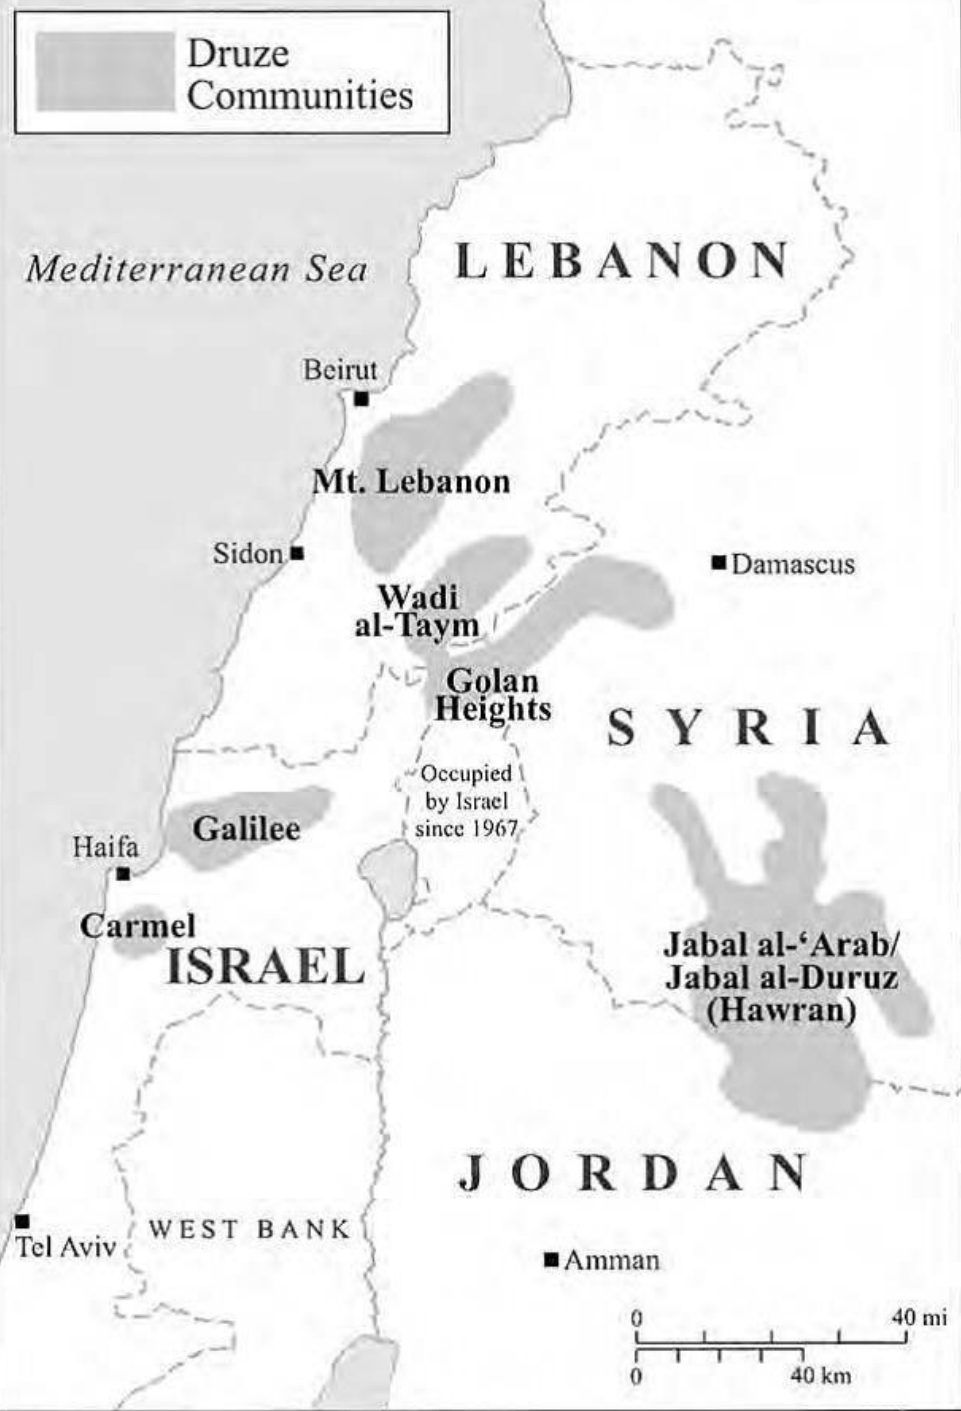 Druze
Communities
Mediterranean Sea
LEBANON
Beirut
Mt. Lebanon
Sidon
Damascus
Wadi
al-Taym
Golan
Heights
SYRIA
Occupied
by Israel
since 1967
Galilee
Haifa
Carmel
ISRAEL
Jabal al-‘Arab/
Jabal al-Duruz
(Hawran)
JORDAN
WEST BANK
Tel Aviv
Amman
0 40 mi
0 40 km